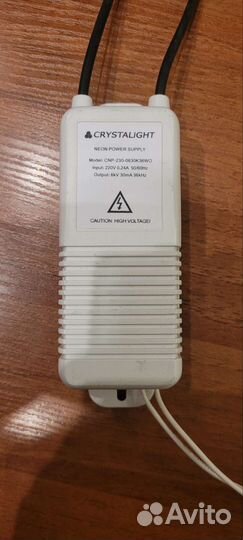 CRYSTALIGHT
NEON POWER SUPPLY
Model: CNP-230-0830K36WO
Input: 220V 0,24A 50/60Hz
Output: 8kV 30mA 36kHz
CAUTION: HIGH VOLTAGE!
Avito